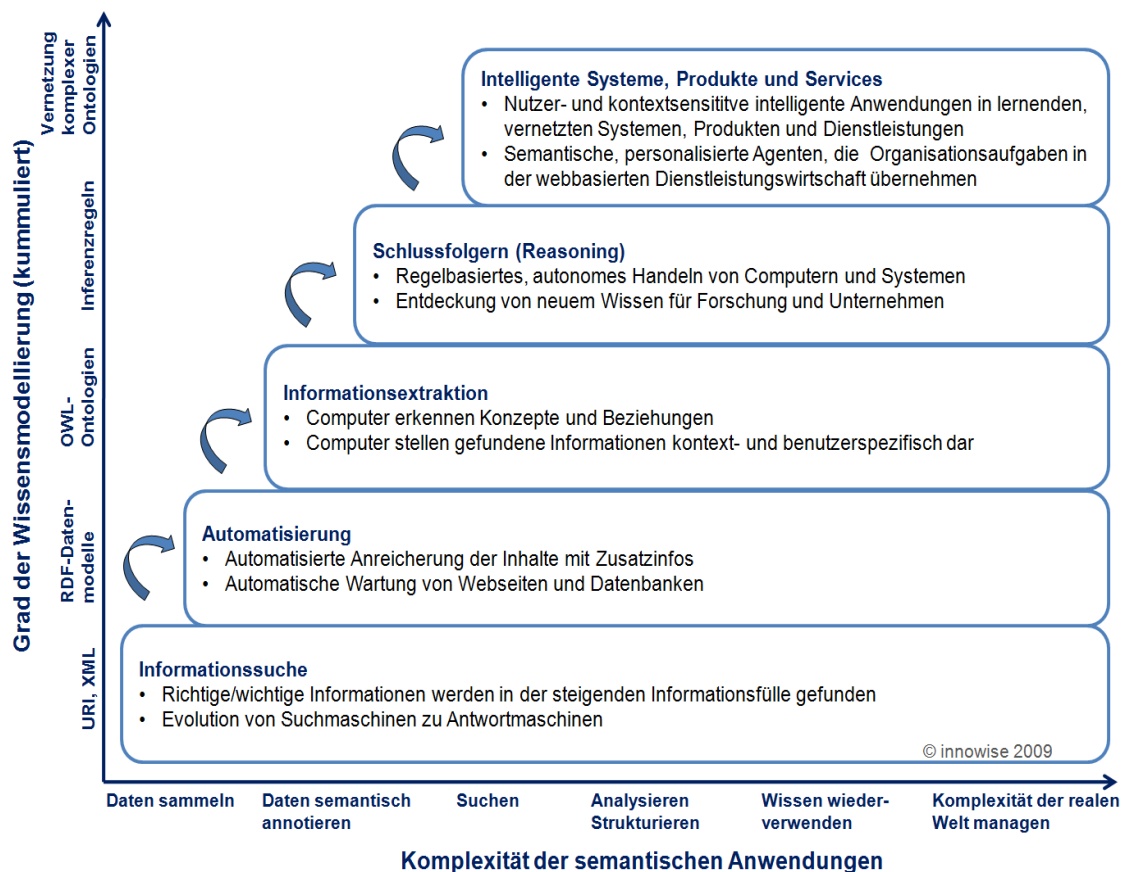 Grad der Wissensmodellierung (kummuliert)
Vernetzung
komplexer
Ontologien
Inferenzregeln
OWL-
Ontologien
RDF-Daten-
modelle
URI, XML
Intelligente Systeme, Produkte und Services
• Nutzer- und kontextsensititve intelligente Anwendungen in lernenden,
vernetzten Systemen, Produkten und Dienstleistungen
• Semantische, personalisierte Agenten, die Organisationsaufgaben in
der webbasierten Dienstleistungswirtschaft übernehmen
Schlussfolgern (Reasoning)
• Regelbasiertes, autonomes Handeln von Computern und Systemen
• Entdeckung von neuem Wissen für Forschung und Unternehmen
Informationsextraktion
• Computer erkennen Konzepte und Beziehungen
• Computer stellen gefundene Informationen kontext- und benutzerspezifisch dar
Automatisierung
• Automatisierte Anreicherung der Inhalte mit Zusatzinfos
• Automatische Wartung von Webseiten und Datenbanken
Informationssuche
• Richtige/wichtige Informationen werden in der steigenden Informationsfülle gefunden
• Evolution von Suchmaschinen zu Antwortmaschinen
© innowise 2009
Daten sammeln
Daten semantisch
annotieren
Suchen
Analysieren
Strukturieren
Wissen wieder-
verwenden
Komplexität der realen
Welt managen
Komplexität der semantischen Anwendungen